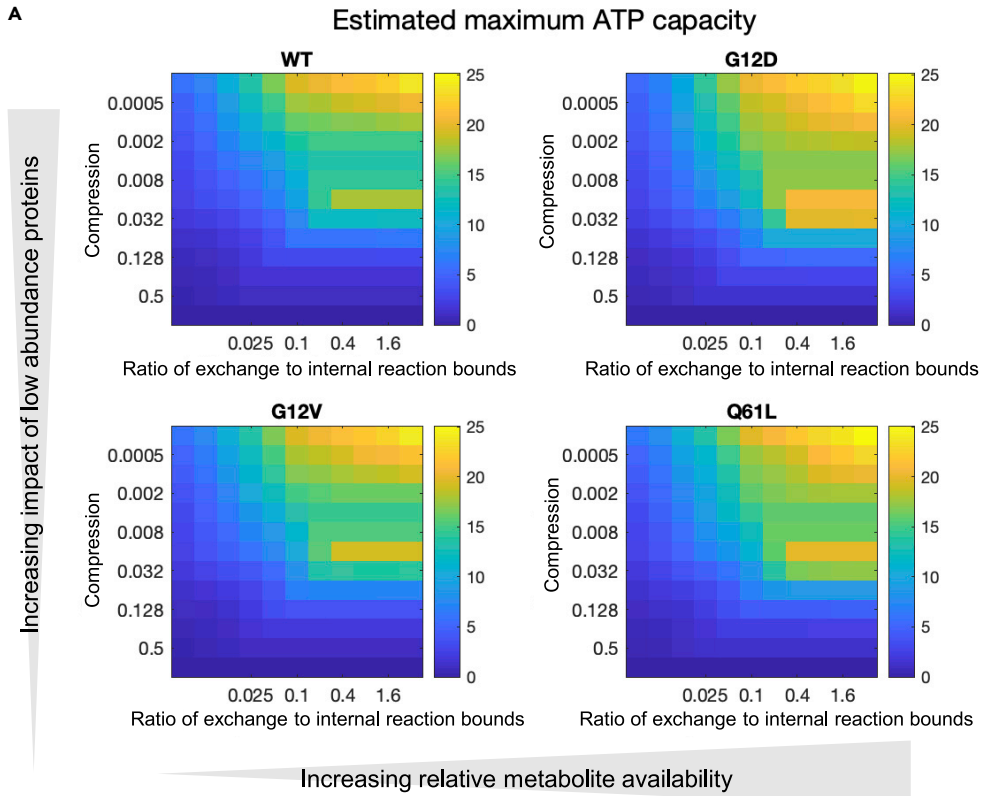 A
Estimated maximum ATP capacity
WT
G12D
Increasing impact of low abundance proteins
Compression
0.0005
0.002
0.008
0.032
0.128
0.5
0.025 0.1 0.4 1.6
Ratio of exchange to internal reaction bounds
25
20
15
10
5
0
Compression
0.0005
0.002
0.008
0.032
0.128
0.5
0.025 0.1 0.4 1.6
Ratio of exchange to internal reaction bounds
25
20
15
10
5
0
G12V
Q61L
Compression
0.0005
0.002
0.008
0.032
0.128
0.5
0.025 0.1 0.4 1.6
Ratio of exchange to internal reaction bounds
25
20
15
10
5
0
Compression
0.0005
0.002
0.008
0.032
0.128
0.5
0.025 0.1 0.4 1.6
Ratio of exchange to internal reaction bounds
25
20
15
10
5
0
Increasing relative metabolite availability